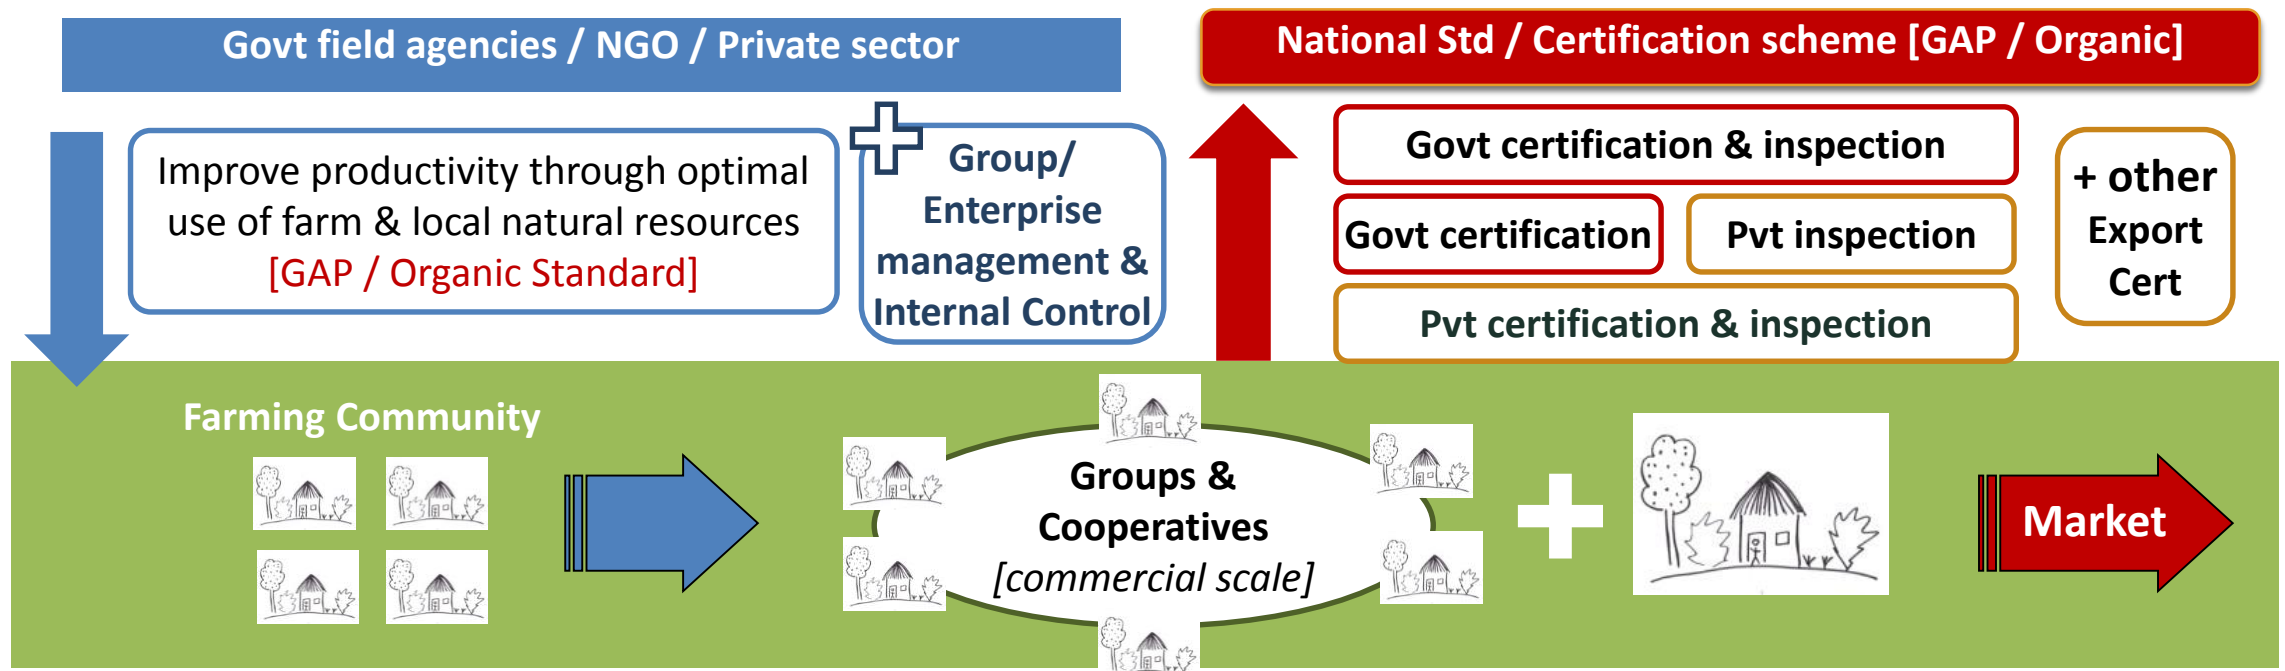 Govt field agencies / NGO / Private sector
National Std / Certification scheme [GAP / Organic]
Improve productivity through optimal
use of farm & local natural resources
[GAP / Organic Standard]
Group/
Enterprise
management &
Internal Control
Govt certification & inspection
Govt certification
Pvt inspection
Pvt certification & inspection
+ other
Export
Cert
Farming Community
Groups &
Cooperatives
[commercial scale]
Market